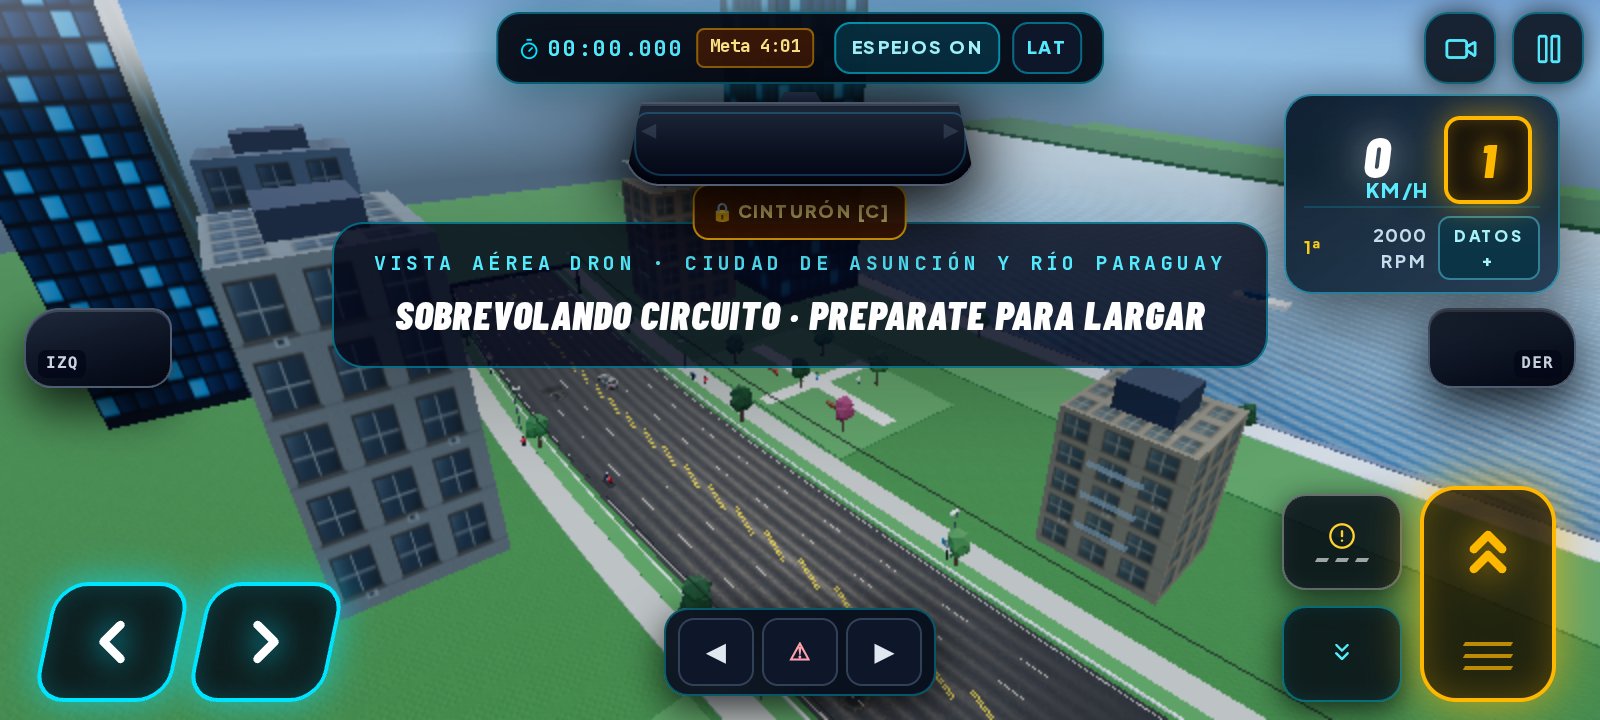 00:00.000
Meta 4:01
ESPEJOS ON
LAT
0
KM/H
1
1ª
2000
RPM
DATOS
+
🔒 CINTURÓN [C]
VISTA AÉREA DRON · CIUDAD DE ASUNCIÓN Y RÍO PARAGUAY
SOBREVOLANDO CIRCUITO · PREPARATE PARA LARGAR
IZQ
DER